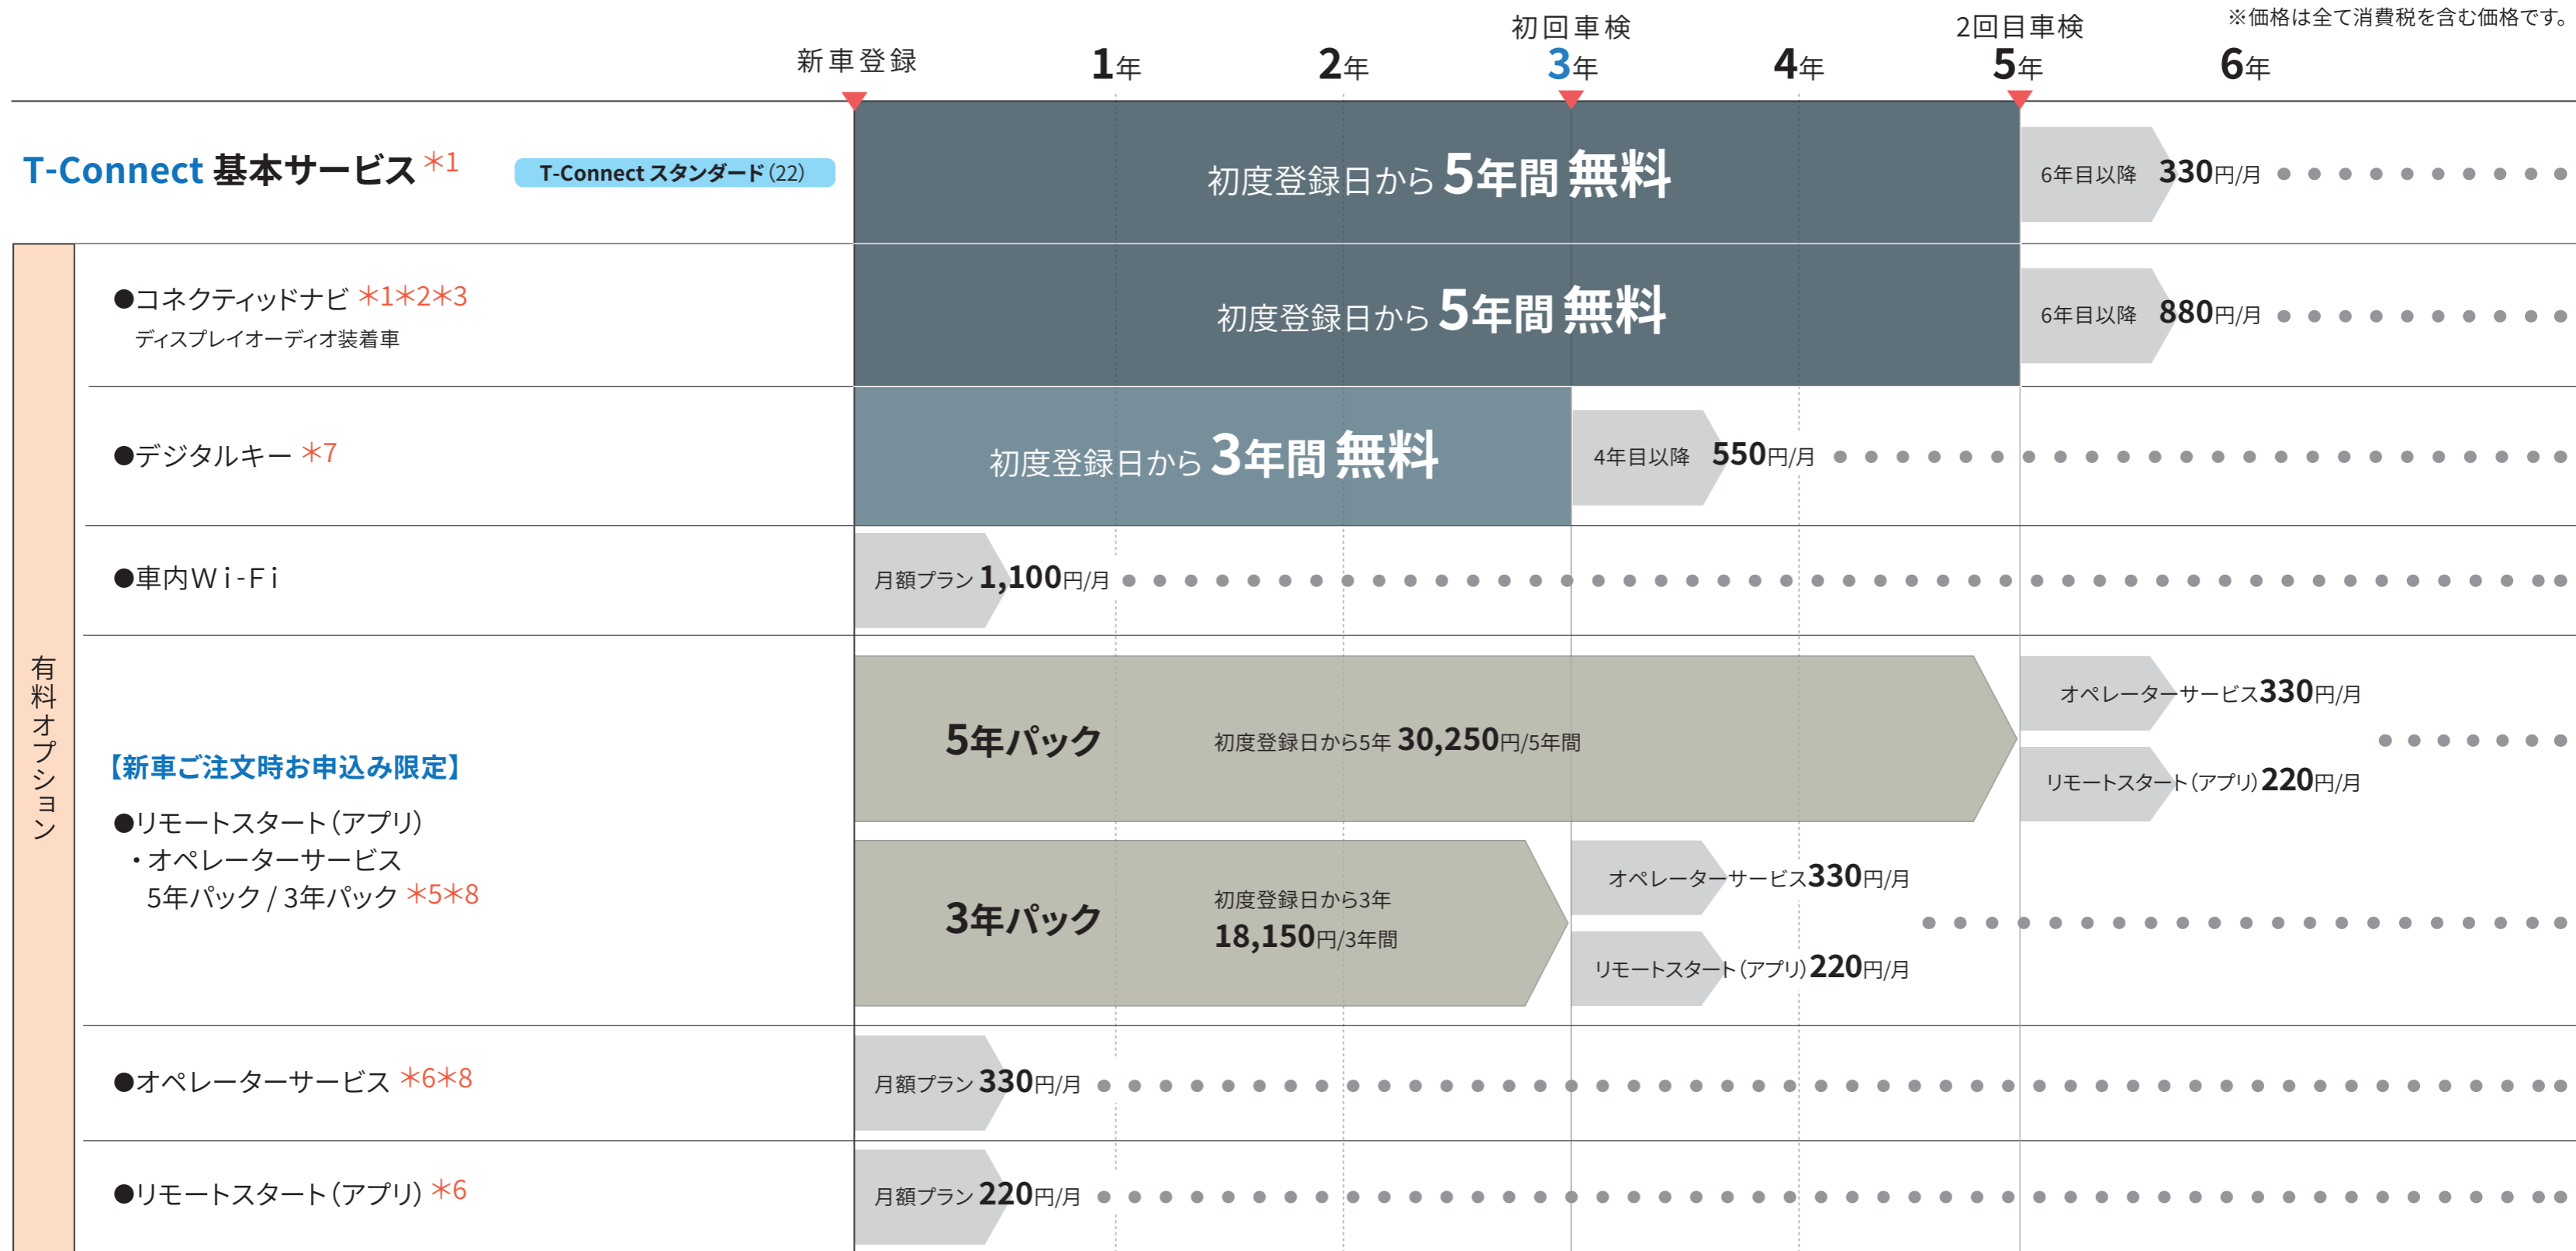 ※価格は全て消費税を含む価格です。
新車登録
1年
2年
初回車検
3年
4年
2回目車検
5年
6年
T-Connect 基本サービス ＊1
T-Connect スタンダード（22）
初度登録日から 5年間 無料
6年目以降 330円/月
有料オプション
●コネクティッドナビ ＊1＊2＊3
ディスプレイオーディオ装着車
初度登録日から 5年間 無料
6年目以降 880円/月
●デジタルキー ＊7
初度登録日から 3年間 無料
4年目以降 550円/月
●車内Ｗｉ-Ｆｉ
月額プラン 1,100円/月
【新車ご注文時お申込み限定】
●リモートスタート（アプリ）
・オペレーターサービス
5年パック / 3年パック ＊5＊8
5年パック
初度登録日から5年 30,250円/5年間
オペレーターサービス330円/月
リモートスタート（アプリ）220円/月
3年パック
初度登録日から3年
18,150円/3年間
オペレーターサービス330円/月
リモートスタート（アプリ）220円/月
●オペレーターサービス ＊6＊8
月額プラン 330円/月
●リモートスタート（アプリ） ＊6
月額プラン 220円/月